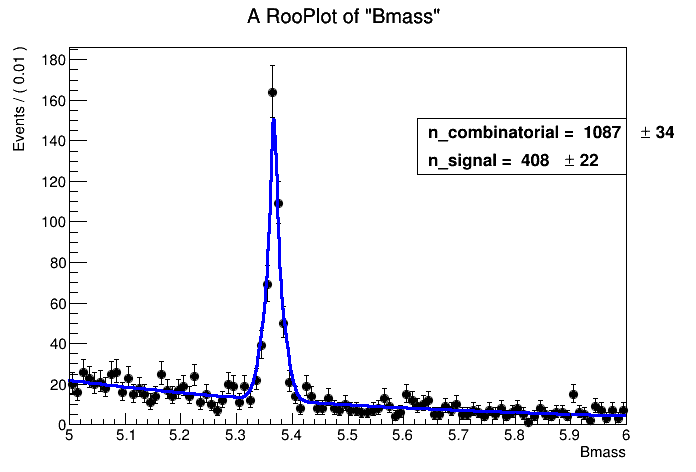 A RooPlot of "Bmass"
Events / ( 0.01 )
180
160
140
120
100
80
60
40
20
0
n_combinatorial = 1087 ± 34
n_signal = 408 ± 22
5 5.1 5.2 5.3 5.4 5.5 5.6 5.7 5.8 5.9 6
Bmass